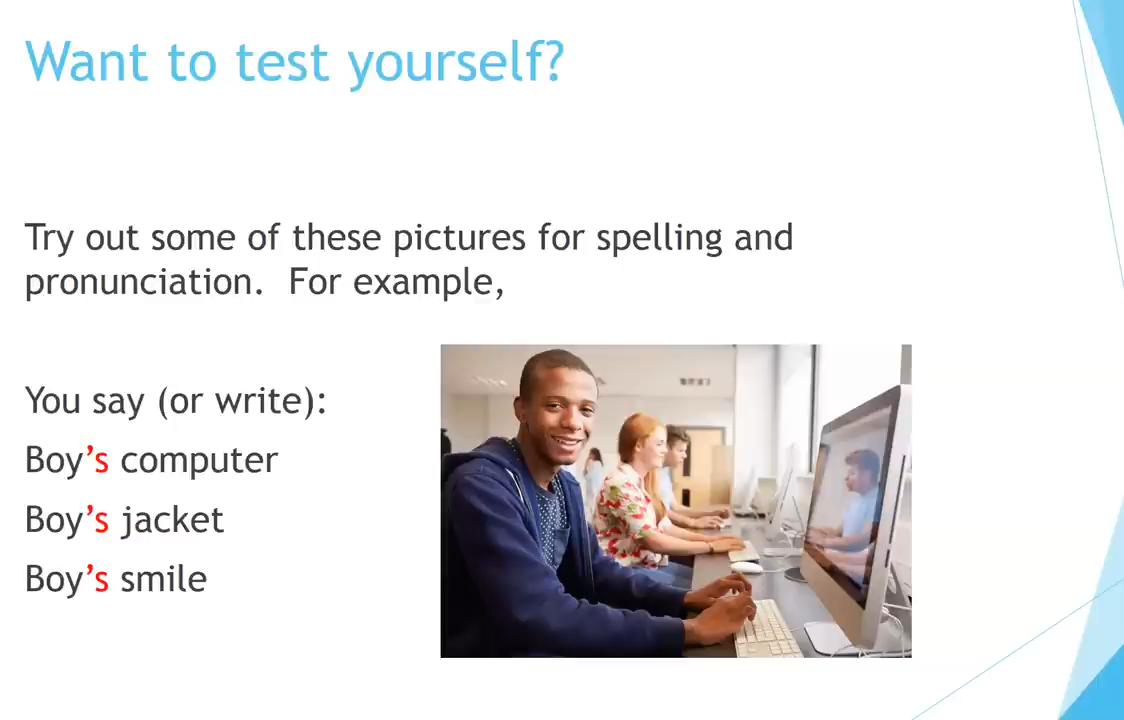 Want to test yourself?
Try out some of these pictures for spelling and
pronunciation.  For example,
You say (or write):
Boy’s computer
Boy’s jacket
Boy’s smile